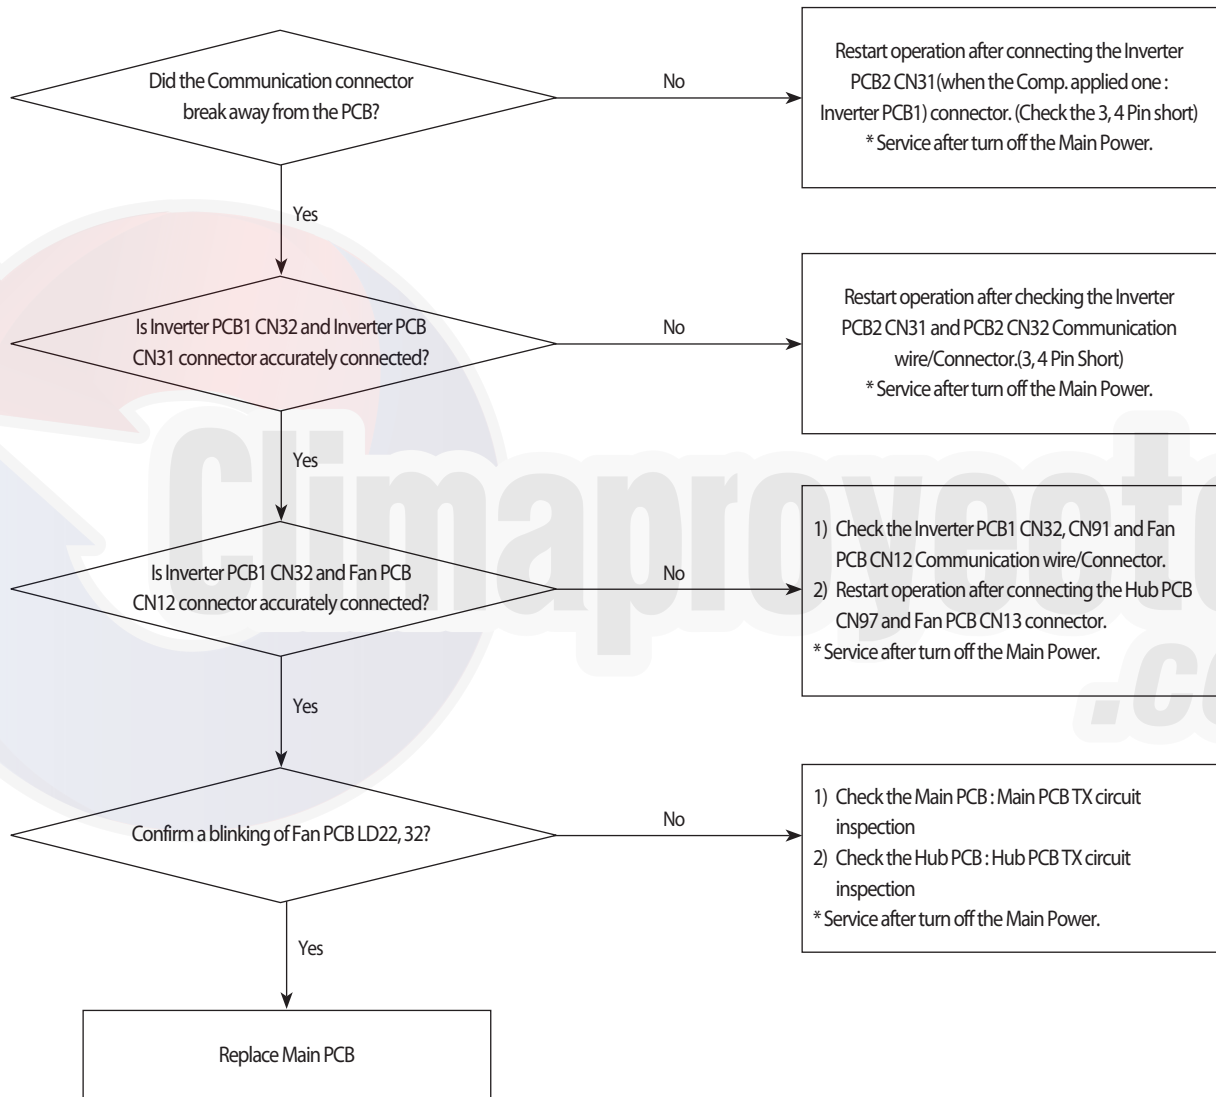 Did the Communication connector
break away from the PCB?
No
Restart operation after connecting the Inverter
PCB2 CN31(when the Comp. applied one :
Inverter PCB1) connector. (Check the 3, 4 Pin short)
* Service after turn off the Main Power.
Yes
Is Inverter PCB1 CN32 and Inverter PCB
CN31 connector accurately connected?
No
Restart operation after checking the Inverter
PCB2 CN31 and PCB2 CN32 Communication
wire/Connector.(3, 4 Pin Short)
* Service after turn off the Main Power.
Yes
Is Inverter PCB1 CN32 and Fan PCB
CN12 connector accurately connected?
No
1) Check the Inverter PCB1 CN32, CN91 and Fan
PCB CN12 Communication wire/Connector.
2) Restart operation after connecting the Hub PCB
CN97 and Fan PCB CN13 connector.
* Service after turn off the Main Power.
Yes
Confirm a blinking of Fan PCB LD22, 32?
No
1) Check the Main PCB : Main PCB TX circuit
inspection
2) Check the Hub PCB : Hub PCB TX circuit
inspection
* Service after turn off the Main Power.
Yes
Replace Main PCB